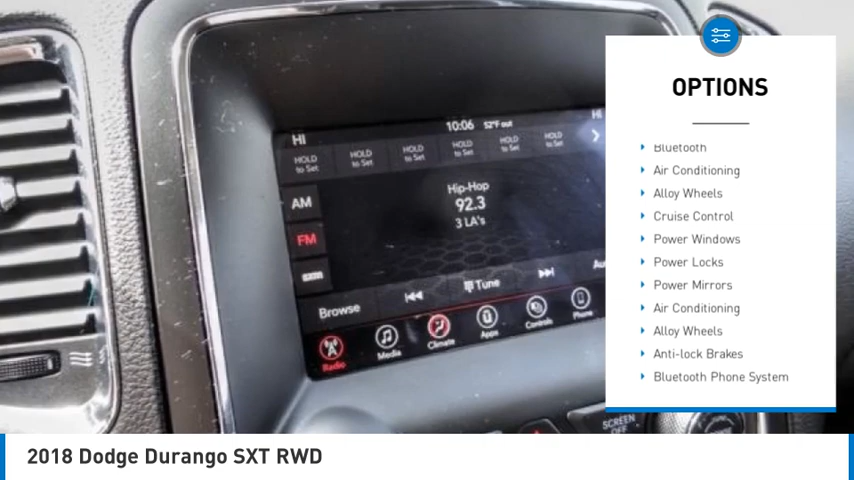 HI
10:06
52°F out
HI
HOLD
to Set
HOLD
to Set
HOLD
to Set
HOLD
to Set
HOLD
to Set
HOLD
to Set
AM
FM
Hip-Hop
92.3
3 LA's
Browse
Tune
Radio
Media
Climate
Apps
Controls
Phone
SCREEN
OFF
OPTIONS
Bluetooth
Air Conditioning
Alloy Wheels
Cruise Control
Power Windows
Power Locks
Power Mirrors
Air Conditioning
Alloy Wheels
Anti-lock Brakes
Bluetooth Phone System
2018 Dodge Durango SXT RWD